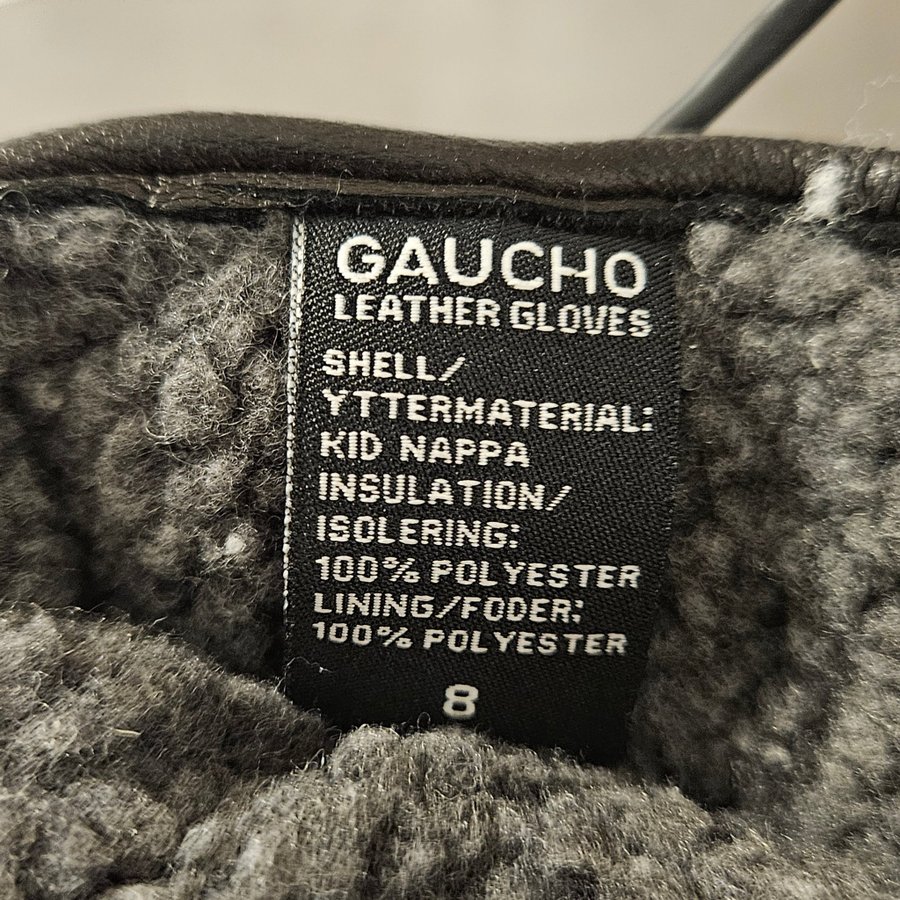 GAUCHO
LEATHER GLOVES
SHELL/
YTTERMATERIAL:
KID NAPPA
INSULATION/
ISOLERING:
100% POLYESTER
LINING/FODER:
100% POLYESTER
8